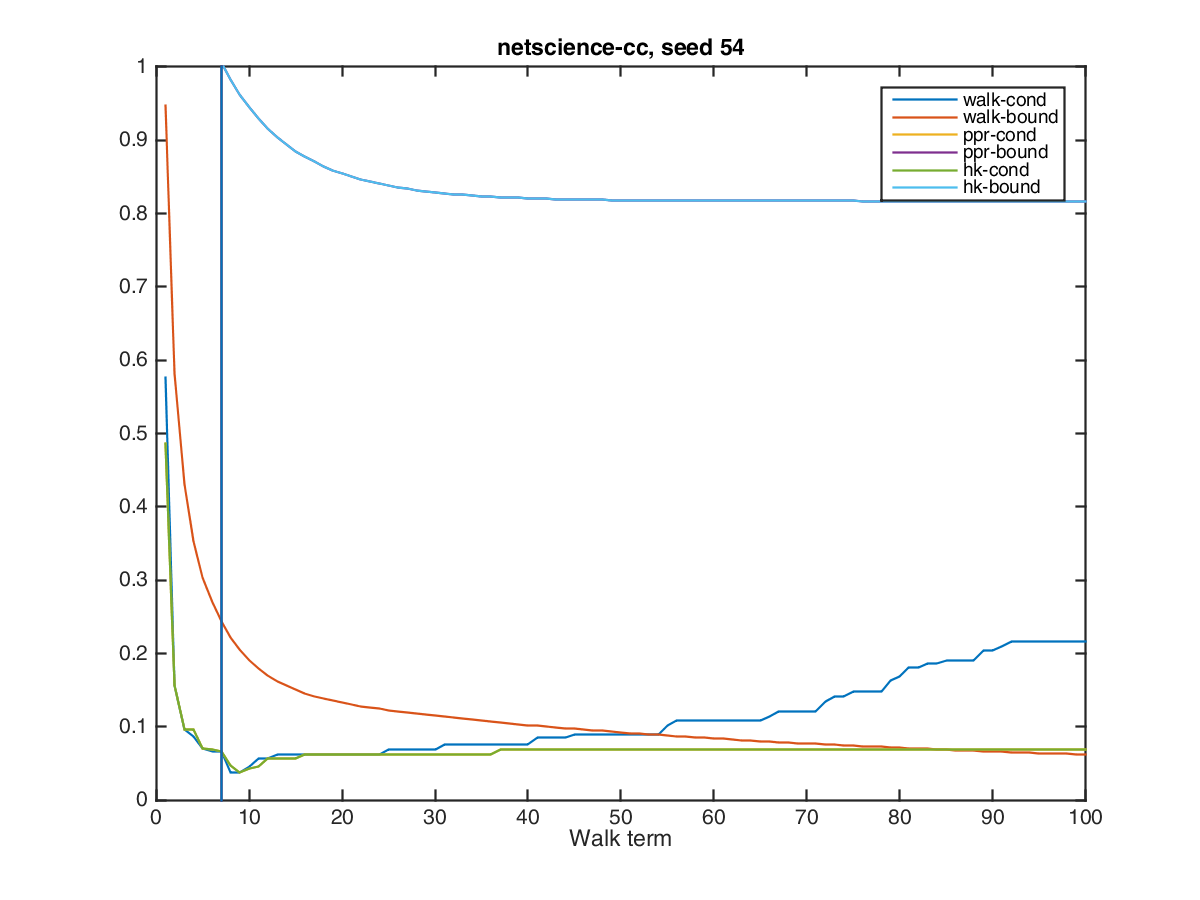 netscience-cc, seed 54
1
0.9
0.8
0.7
0.6
0.5
0.4
0.3
0.2
0.1
0
walk-cond
walk-bound
ppr-cond
ppr-bound
hk-cond
hk-bound
0 10 20 30 40 50 60 70 80 90 100
Walk term